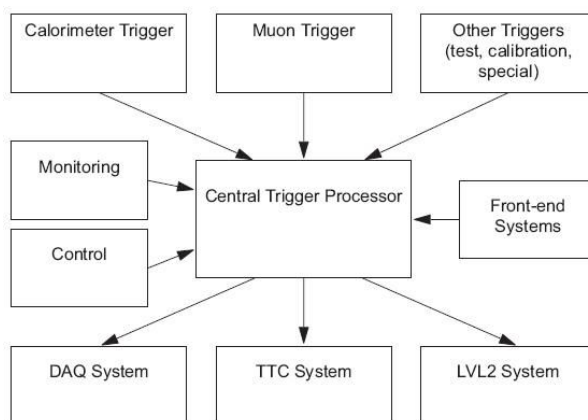 Calorimeter Trigger
Muon Trigger
Other Triggers
(test, calibration,
special)
Monitoring
Central Trigger Processor
Front-end
Systems
Control
DAQ System
TTC System
LVL2 System